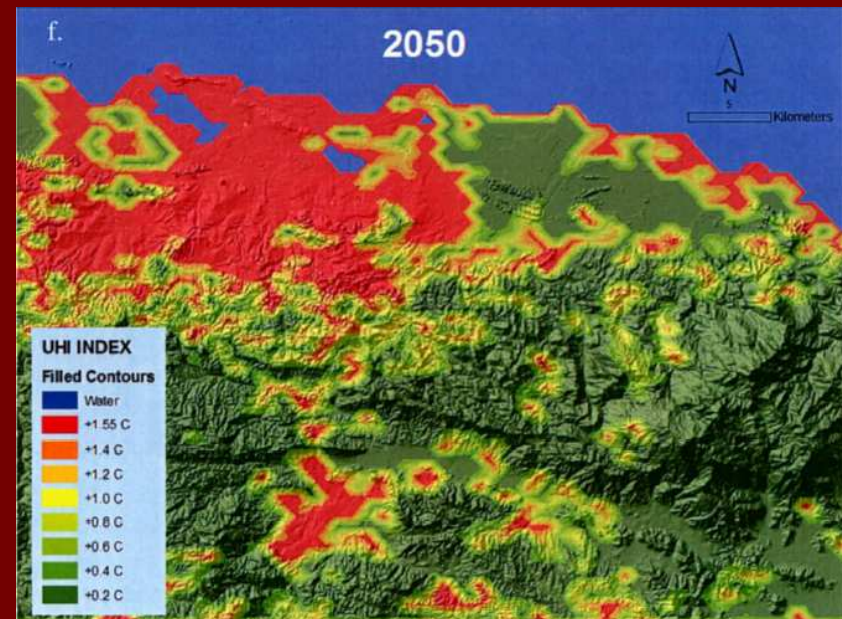 f.
2050
N
5
Kilometers
UHI INDEX
Filled Contours
Water
+1.55 C
+1.4 C
+1.2 C
+1.0 C
+0.8 C
+0.6 C
+0.4 C
+0.2 C